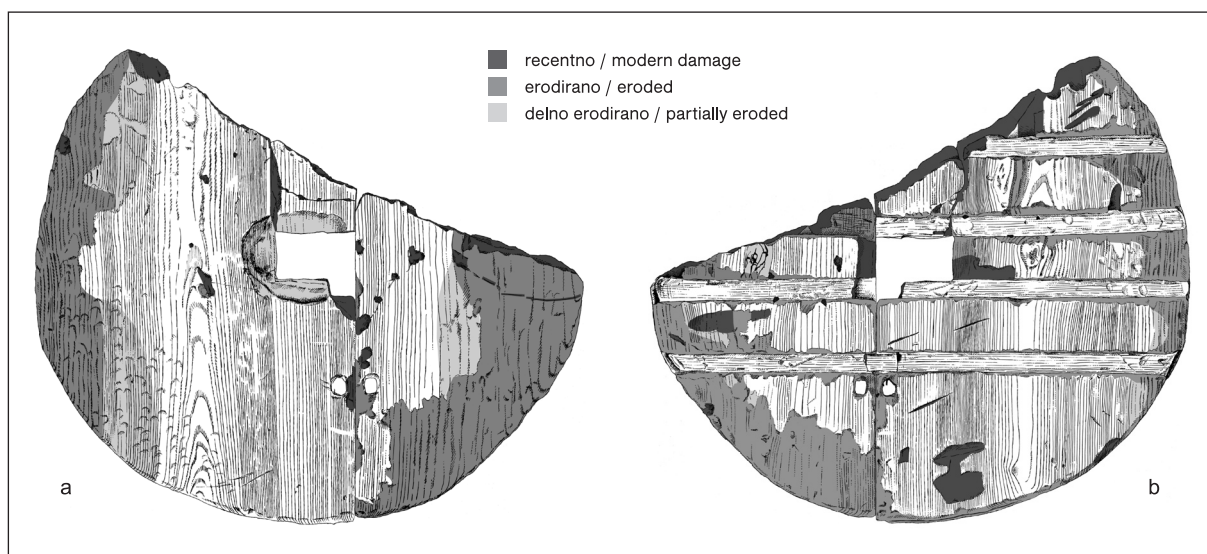 recentno / modern damage
erodirano / eroded
delno erodirano / partially eroded
a
b